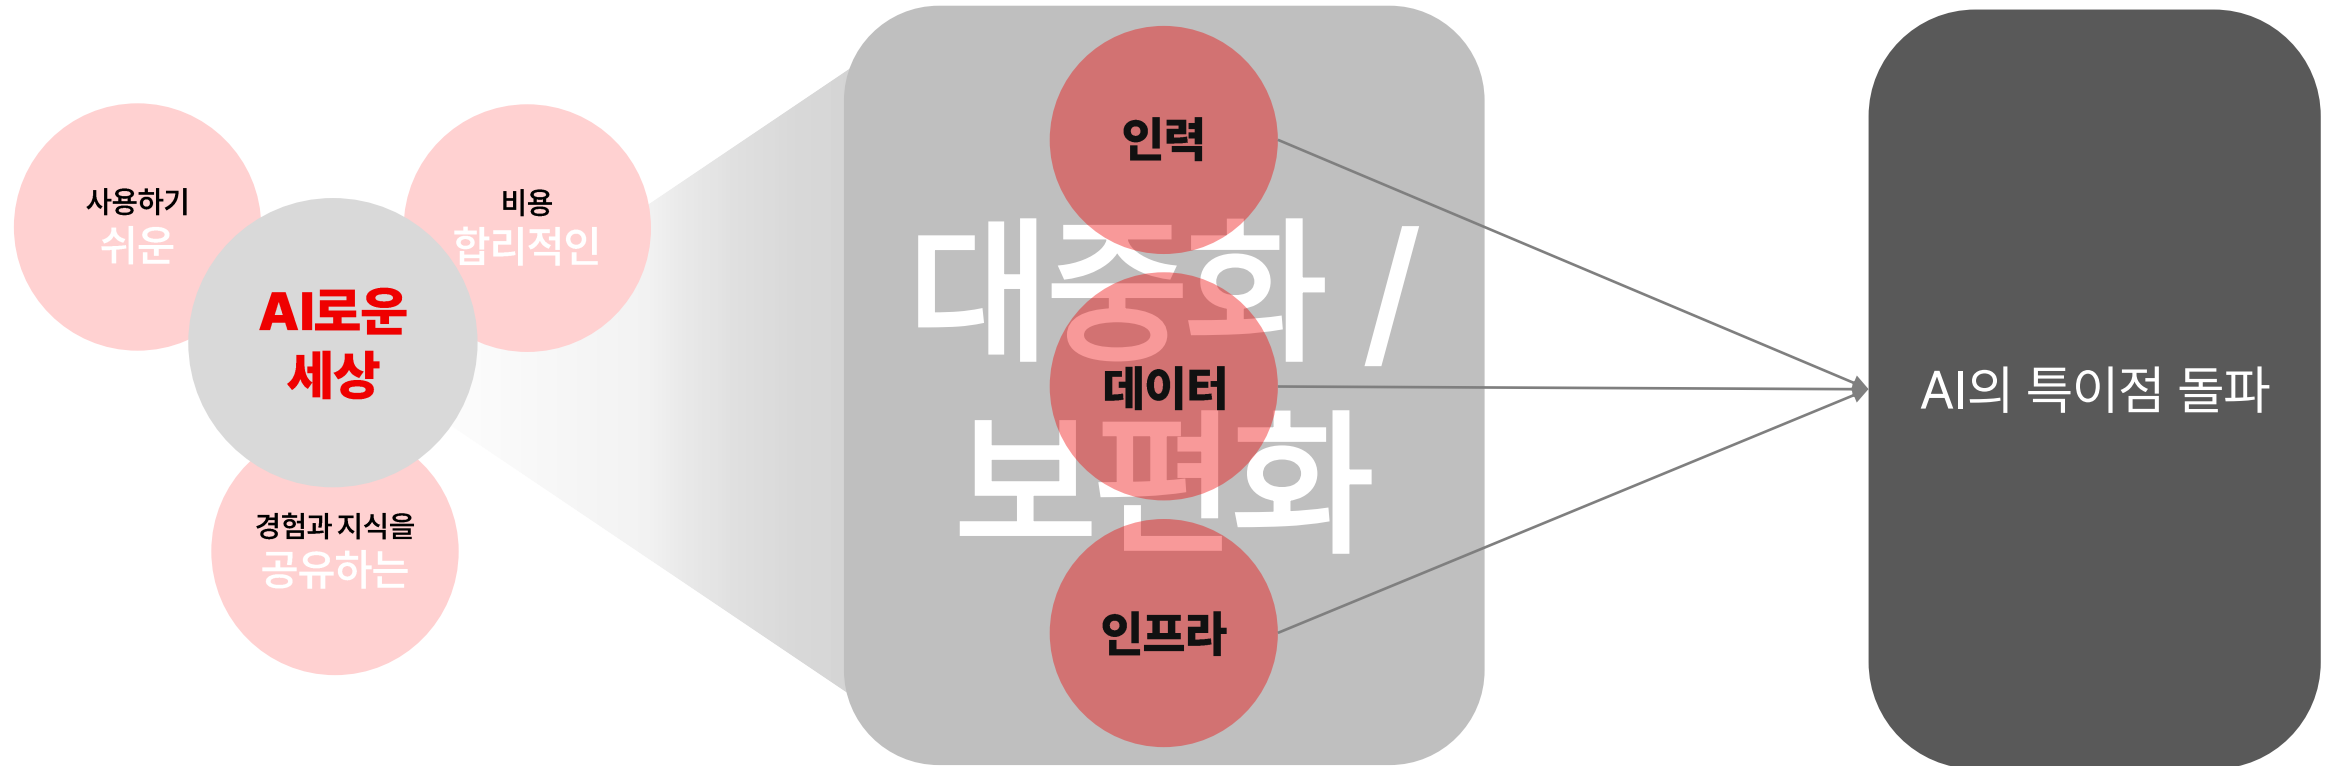 사용하기
쉬운
비용
합리적인
AI로운
세상
경험과 지식을
공유하는
대중화 /
보편화
인력
데이터
인프라
AI의 특이점 돌파